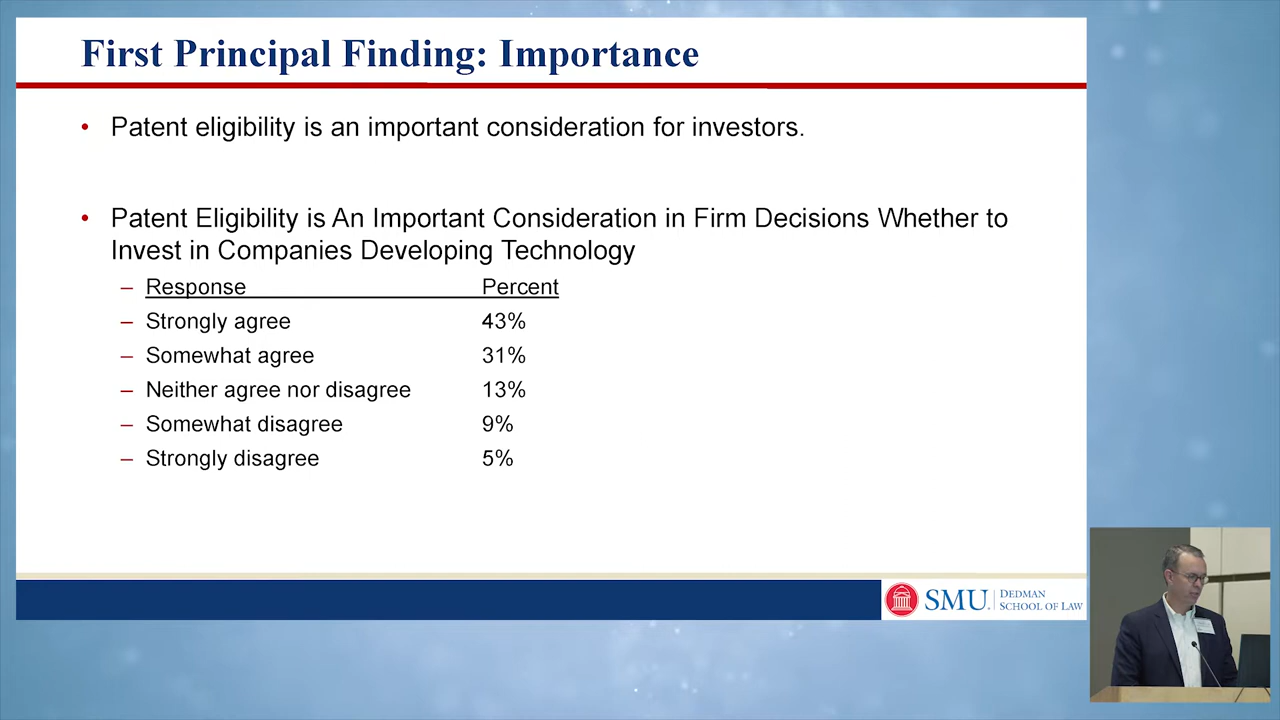 First Principal Finding: Importance
• Patent eligibility is an important consideration for investors.
• Patent Eligibility is An Important Consideration in Firm Decisions Whether to
Invest in Companies Developing Technology
– Response Percent
– Strongly agree 43%
– Somewhat agree 31%
– Neither agree nor disagree 13%
– Somewhat disagree 9%
– Strongly disagree 5%
SMU. DEDMAN
SCHOOL OF LAW